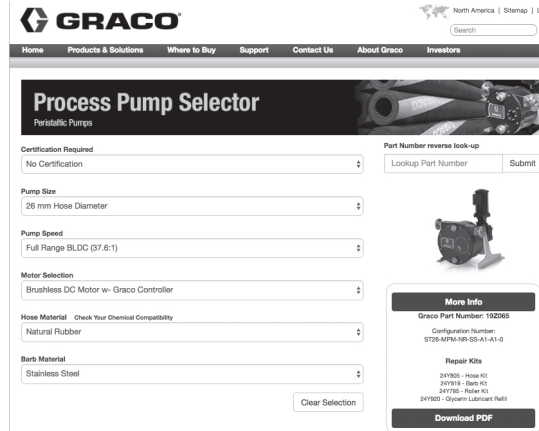 GRACO
North America | Sitemap |
Search
Home Products & Solutions Where to Buy Support Contact Us About Graco Investors
Process Pump Selector
Peristaltic Pumps
Certification Required
No Certification
Pump Size
26 mm Hose Diameter
Pump Speed
Full Range BLDC (37.6:1)
Motor Selection
Brushless DC Motor w- Graco Controller
Hose Material Check Your Chemical Compatibility
Natural Rubber
Barb Material
Stainless Steel
Clear Selection
Part Number reverse look-up
Lookup Part Number Submit
More Info
Graco Part Number: 19Z065
Configuration Number:
ST26-MPM-NR-SS-A1-A1-0
Repair Kits
24Y805 - Hose Kit
24Y819 - Barb Kit
24Y795 - Roller Kit
24Y920 - Glycerin Lubricant Refil
Download PDF